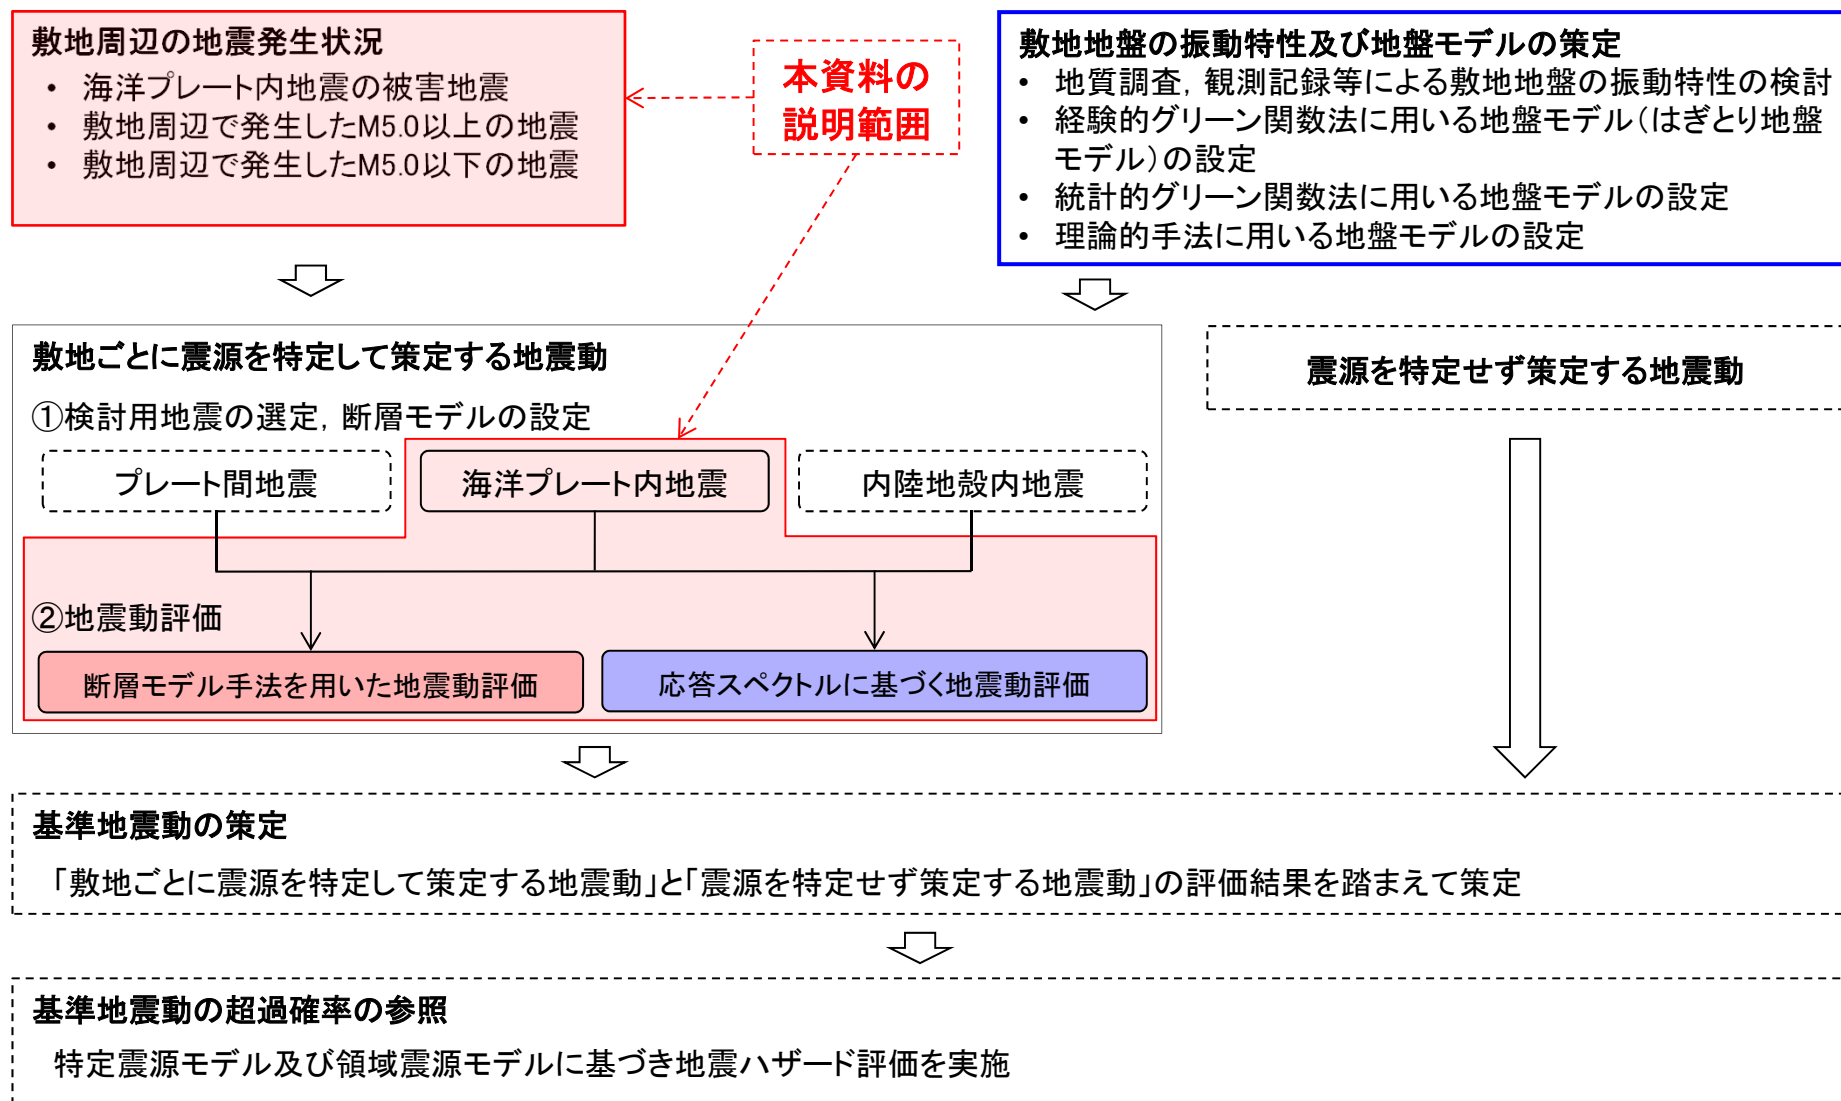 敷地周辺の地震発生状況
• 海洋プレート内地震の被害地震
• 敷地周辺で発生したM5.0以上の地震
• 敷地周辺で発生したM5.0以下の地震
本資料の
説明範囲
敷地地盤の振動特性及び地盤モデルの策定
• 地質調査，観測記録等による敷地地盤の振動特性の検討
• 経験的グリーン関数法に用いる地盤モデル（はぎとり地盤
モデル）の設定
• 統計的グリーン関数法に用いる地盤モデルの設定
• 理論的手法に用いる地盤モデルの設定
敷地ごとに震源を特定して策定する地震動
①検討用地震の選定，断層モデルの設定
プレート間地震
海洋プレート内地震
内陸地殻内地震
②地震動評価
断層モデル手法を用いた地震動評価
応答スペクトルに基づく地震動評価
震源を特定せず策定する地震動
基準地震動の策定
「敷地ごとに震源を特定して策定する地震動」と「震源を特定せず策定する地震動」の評価結果を踏まえて策定
基準地震動の超過確率の参照
特定震源モデル及び領域震源モデルに基づき地震ハザード評価を実施